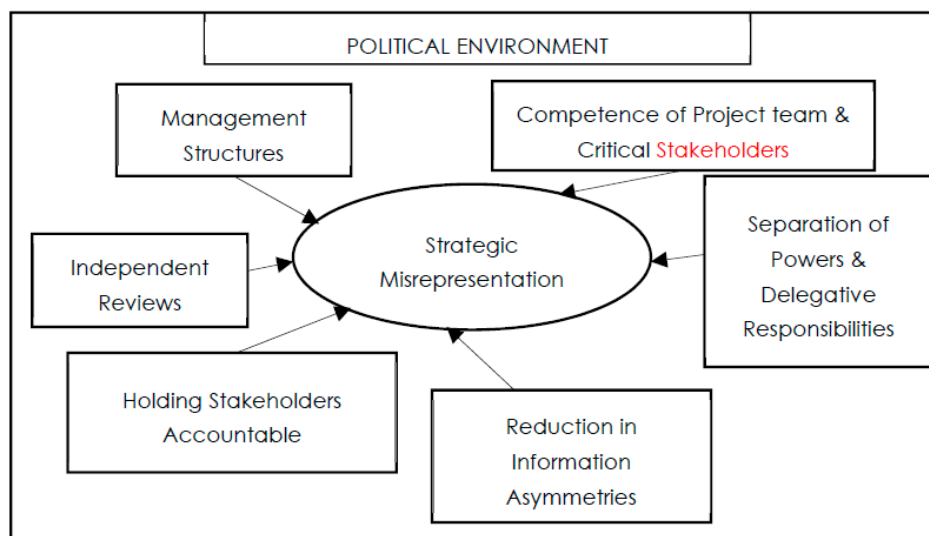 POLITICAL ENVIRONMENT
Management
Structures
Competence of Project team &
Critical Stakeholders
Strategic
Misrepresentation
Separation of
Powers &
Delegative
Responsibilities
Independent
Reviews
Holding Stakeholders
Accountable
Reduction in
Information
Asymmetries